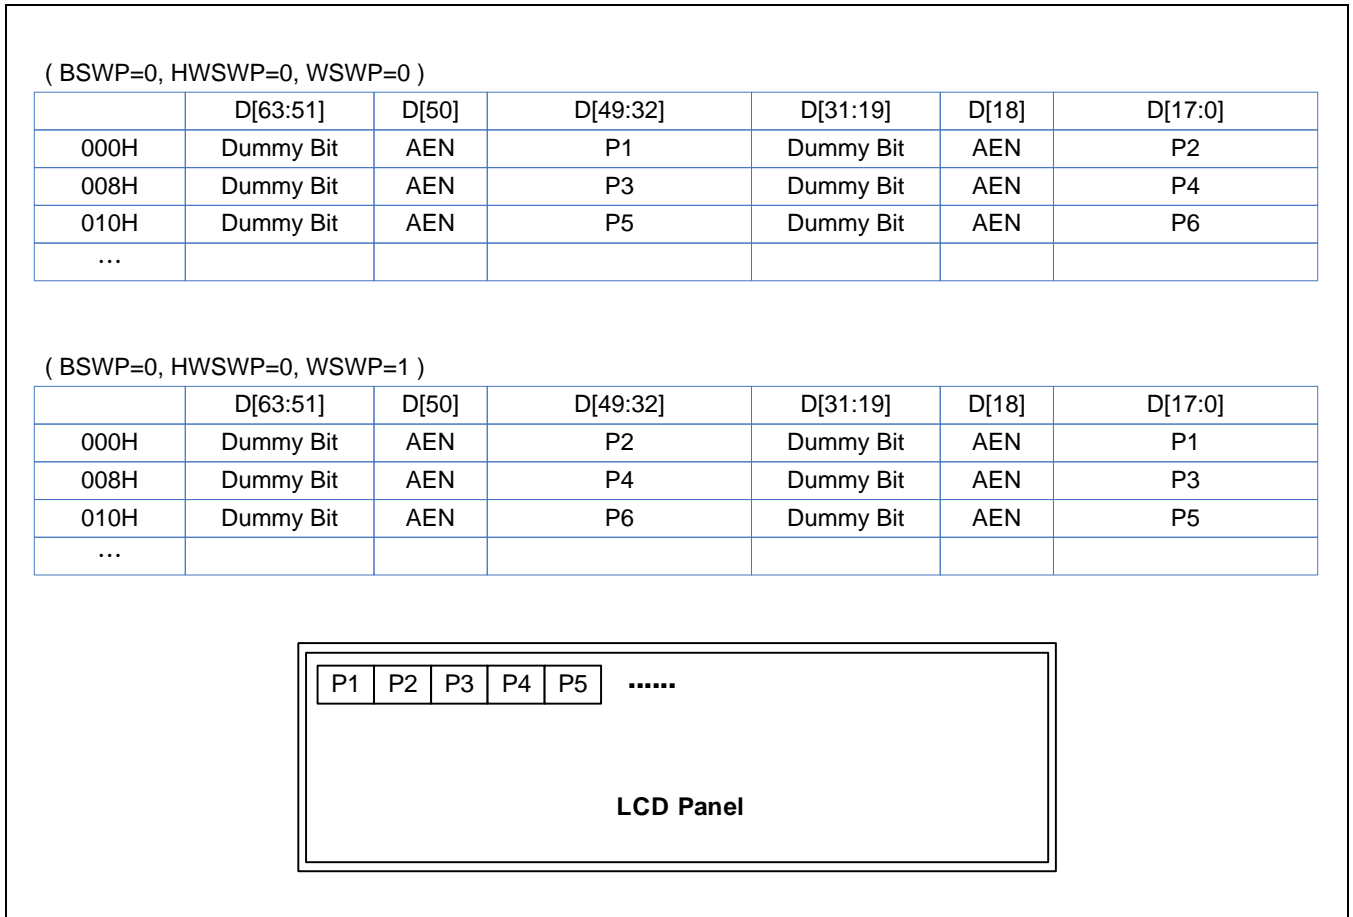 ( BSWP=0, HWSWP=0, WSWP=0 )
D[63:51] D[50] D[49:32] D[31:19] D[18] D[17:0]
000H Dummy Bit AEN P1 Dummy Bit AEN P2
008H Dummy Bit AEN P3 Dummy Bit AEN P4
010H Dummy Bit AEN P5 Dummy Bit AEN P6
…
( BSWP=0, HWSWP=0, WSWP=1 )
D[63:51] D[50] D[49:32] D[31:19] D[18] D[17:0]
000H Dummy Bit AEN P2 Dummy Bit AEN P1
008H Dummy Bit AEN P4 Dummy Bit AEN P3
010H Dummy Bit AEN P6 Dummy Bit AEN P5
…
P1 P2 P3 P4 P5 ......
LCD Panel